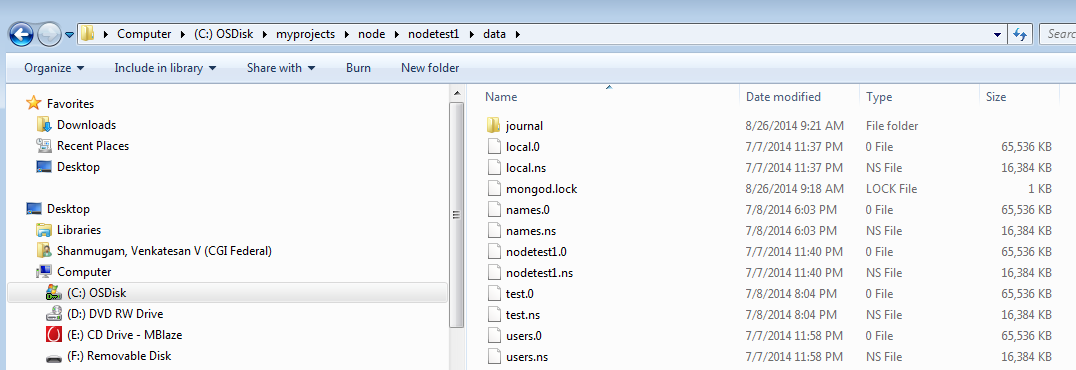 Computer ▸ (C:) OSDisk ▸ myprojects ▸ node ▸ nodetest1 ▸ data ▸ Searc
Organize Include in library Share with Burn New folder
Favorites
Downloads
Recent Places
Desktop
Desktop
Libraries
Shanmugam, Venkatesan V (CGI Federal)
Computer
(C:) OSDisk
(D:) DVD RW Drive
(E:) CD Drive - MBlaze
(F:) Removable Disk
Name Date modified Type Size
journal 8/26/2014 9:21 AM File folder
local.0 7/7/2014 11:37 PM 0 File 65,536 KB
local.ns 7/7/2014 11:37 PM NS File 16,384 KB
mongod.lock 8/26/2014 9:18 AM LOCK File 1 KB
names.0 7/8/2014 6:03 PM 0 File 65,536 KB
names.ns 7/8/2014 6:03 PM NS File 16,384 KB
nodetest1.0 7/7/2014 11:40 PM 0 File 65,536 KB
nodetest1.ns 7/7/2014 11:40 PM NS File 16,384 KB
test.0 7/8/2014 8:04 PM 0 File 65,536 KB
test.ns 7/8/2014 8:04 PM NS File 16,384 KB
users.0 7/7/2014 11:58 PM 0 File 65,536 KB
users.ns 7/7/2014 11:58 PM NS File 16,384 KB